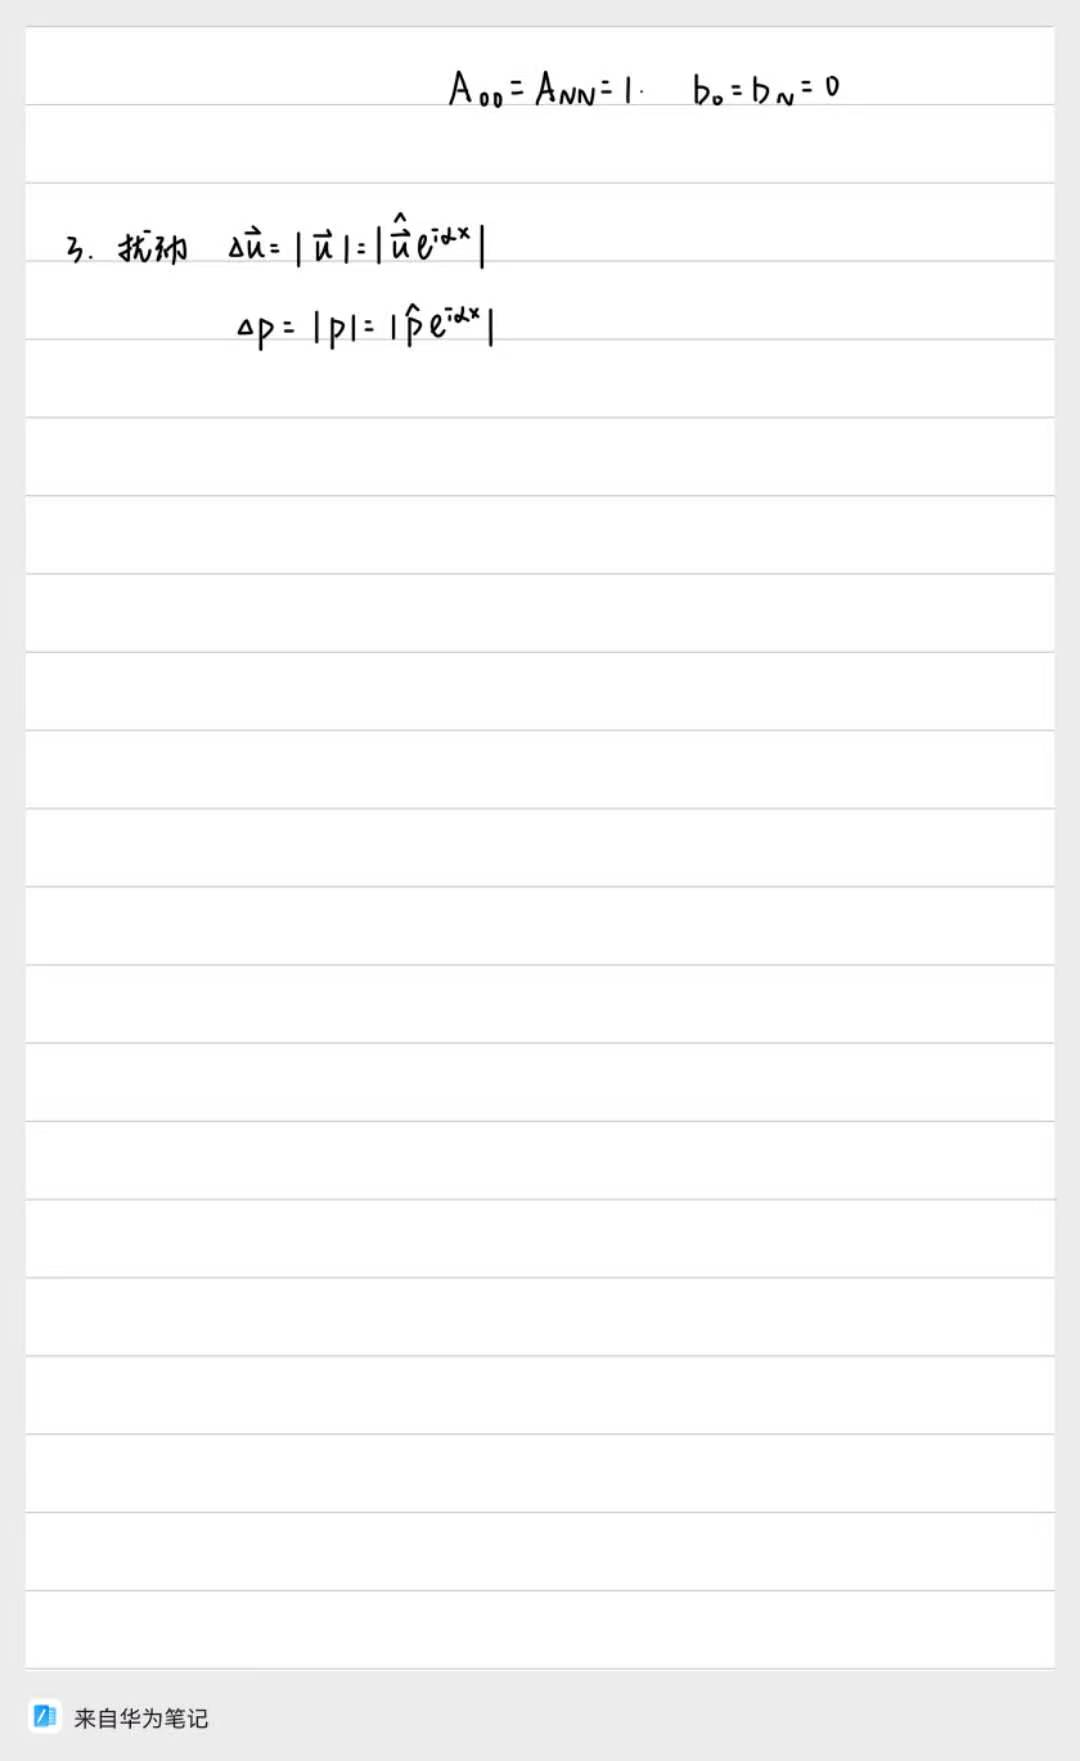 A₀₀ = A_NN = 1. b₀ = b_N = 0
3. 扰动 Δu⃗ = |u⃗| = |û⃗ e^{iαx}|
Δp = |p| = |p̂ e^{iαx}|
来自华为笔记